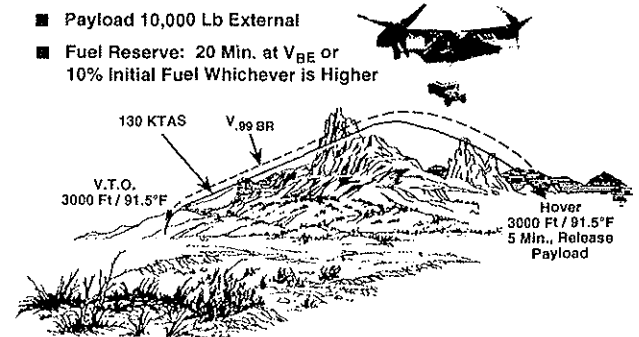 ■ Payload 10,000 Lb External
■ Fuel Reserve: 20 Min. at VBE or
10% Initial Fuel Whichever is Higher
130 KTAS
V.99 BR
V.T.O.
3000 Ft / 91.5°F
Hover
3000 Ft / 91.5°F
5 Min., Release
Payload